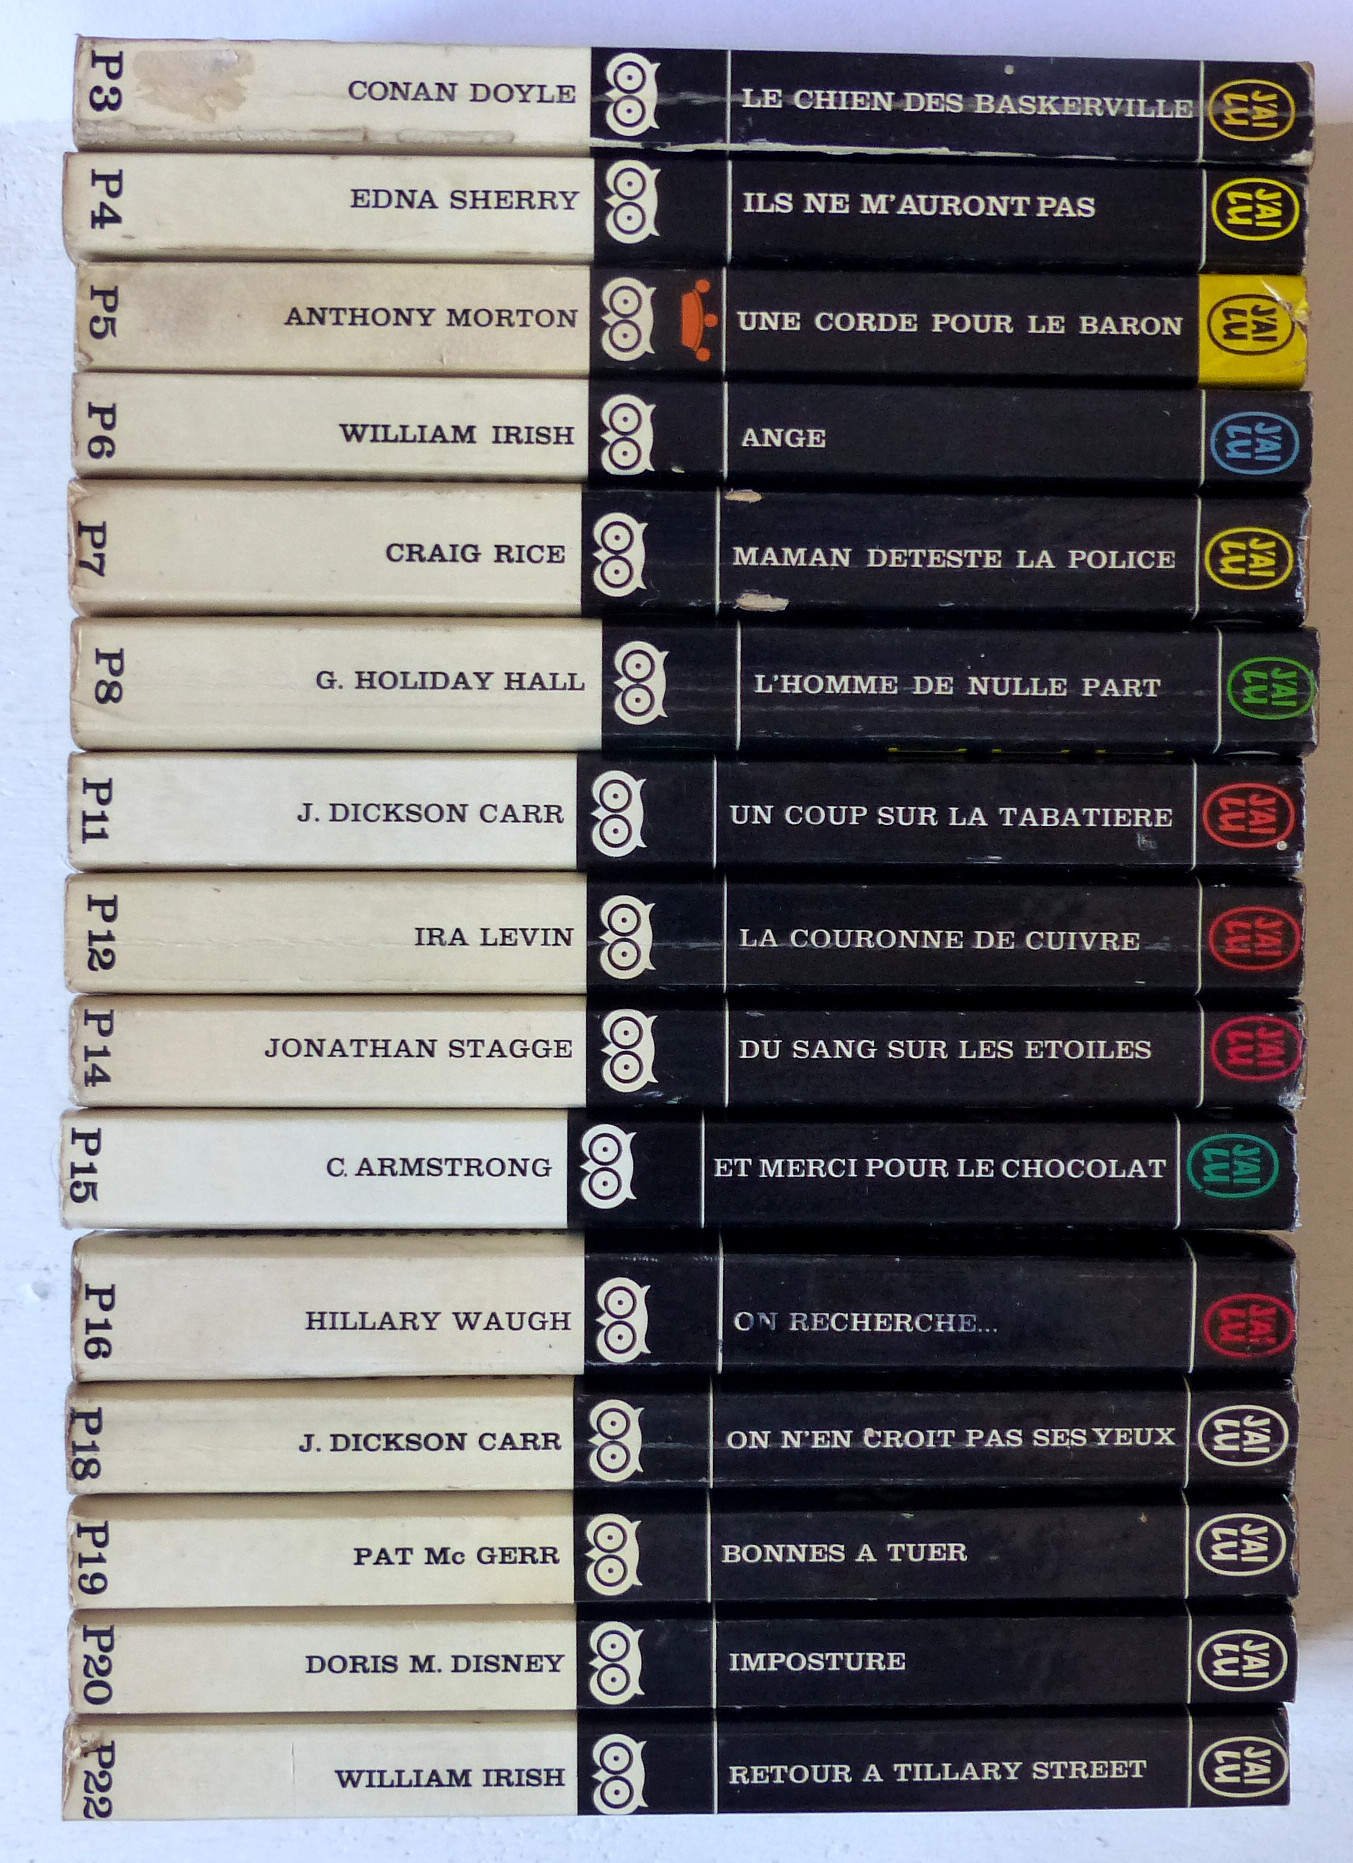 P3 CONAN DOYLE LE CHIEN DES BASKERVILLE J'AI LU
P4 EDNA SHERRY ILS NE M'AURONT PAS J'AI LU
P5 ANTHONY MORTON UNE CORDE POUR LE BARON J'AI LU
P6 WILLIAM IRISH ANGE J'AI LU
P7 CRAIG RICE MAMAN DETESTE LA POLICE J'AI LU
P8 G. HOLIDAY HALL L'HOMME DE NULLE PART J'AI LU
P11 J. DICKSON CARR UN COUP SUR LA TABATIERE J'AI LU
P12 IRA LEVIN LA COURONNE DE CUIVRE J'AI LU
P14 JONATHAN STAGGE DU SANG SUR LES ETOILES J'AI LU
P15 C. ARMSTRONG ET MERCI POUR LE CHOCOLAT J'AI LU
P16 HILLARY WAUGH ON RECHERCHE... J'AI LU
P18 J. DICKSON CARR ON N'EN CROIT PAS SES YEUX J'AI LU
P19 PAT Mc GERR BONNES A TUER J'AI LU
P20 DORIS M. DISNEY IMPOSTURE J'AI LU
P22 WILLIAM IRISH RETOUR A TILLARY STREET J'AI LU